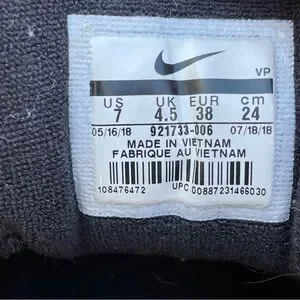 VP
US UK EUR cm
7 4.5 38 24
05/16/18 921733-006 07/18/18
MADE IN VIETNAM
FABRIQUE AU VIETNAM
108476472 UPC 00887231466030